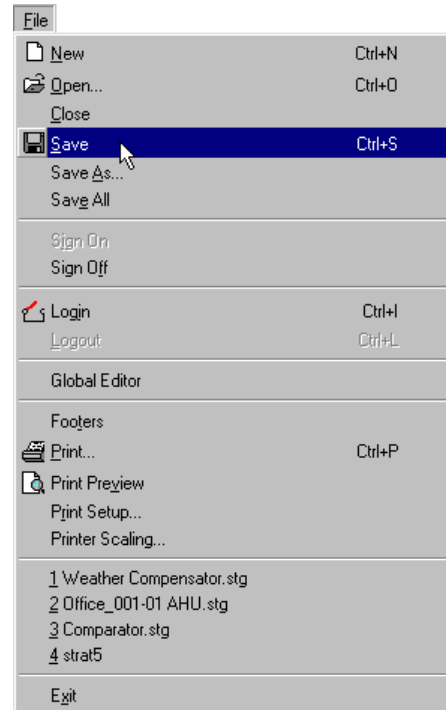 File
New Ctrl+N
Open... Ctrl+O
Close
Save Ctrl+S
Save As...
Save All
Sign On
Sign Off
Login Ctrl+I
Logout Ctrl+L
Global Editor
Footers
Print... Ctrl+P
Print Preview
Print Setup...
Printer Scaling...
1 Weather Compensator.stg
2 Office_001-01 AHU.stg
3 Comparator.stg
4 strat5
Exit